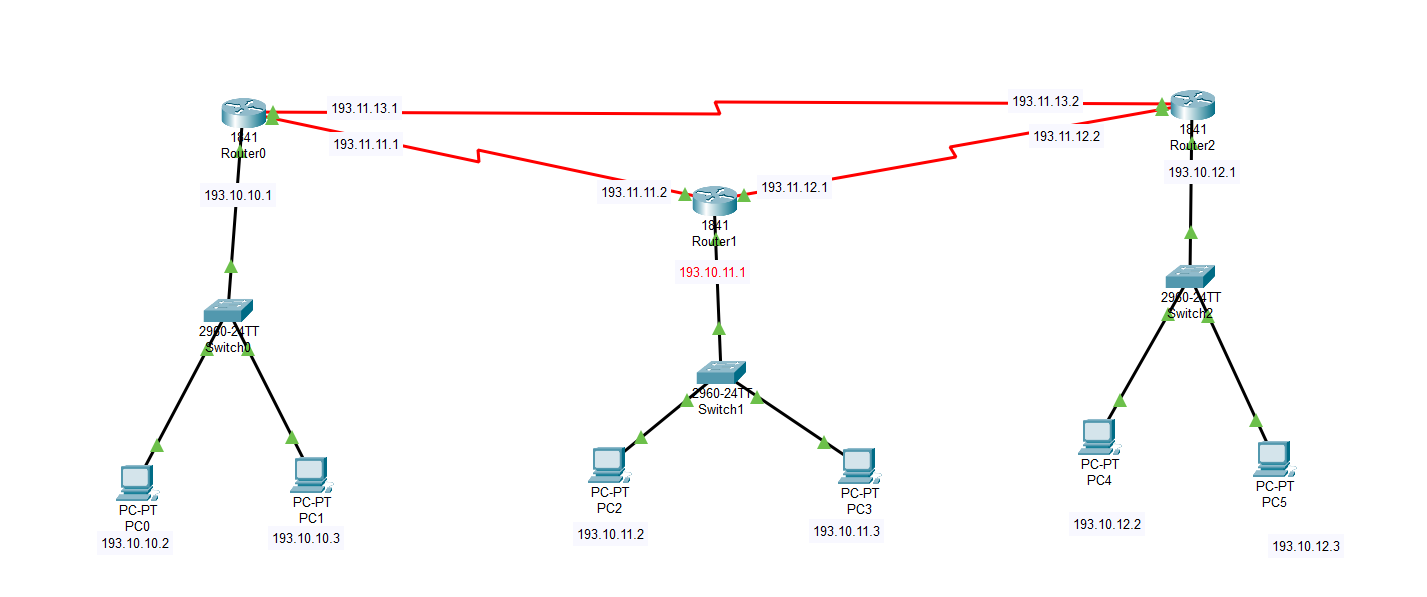 193.11.13.1
193.11.13.2
1841
Router0
193.11.11.1
1841
Router2
193.11.12.2
193.10.12.1
193.10.10.1
193.11.11.2
193.11.12.1
1841
Router1
193.10.11.1
2960-24TT
Switch0
2960-24TT
Switch1
2960-24TT
Switch2
PC-PT
PC0
193.10.10.2
PC-PT
PC1
193.10.10.3
PC-PT
PC2
193.10.11.2
PC-PT
PC3
193.10.11.3
PC-PT
PC4
193.10.12.2
PC-PT
PC5
193.10.12.3